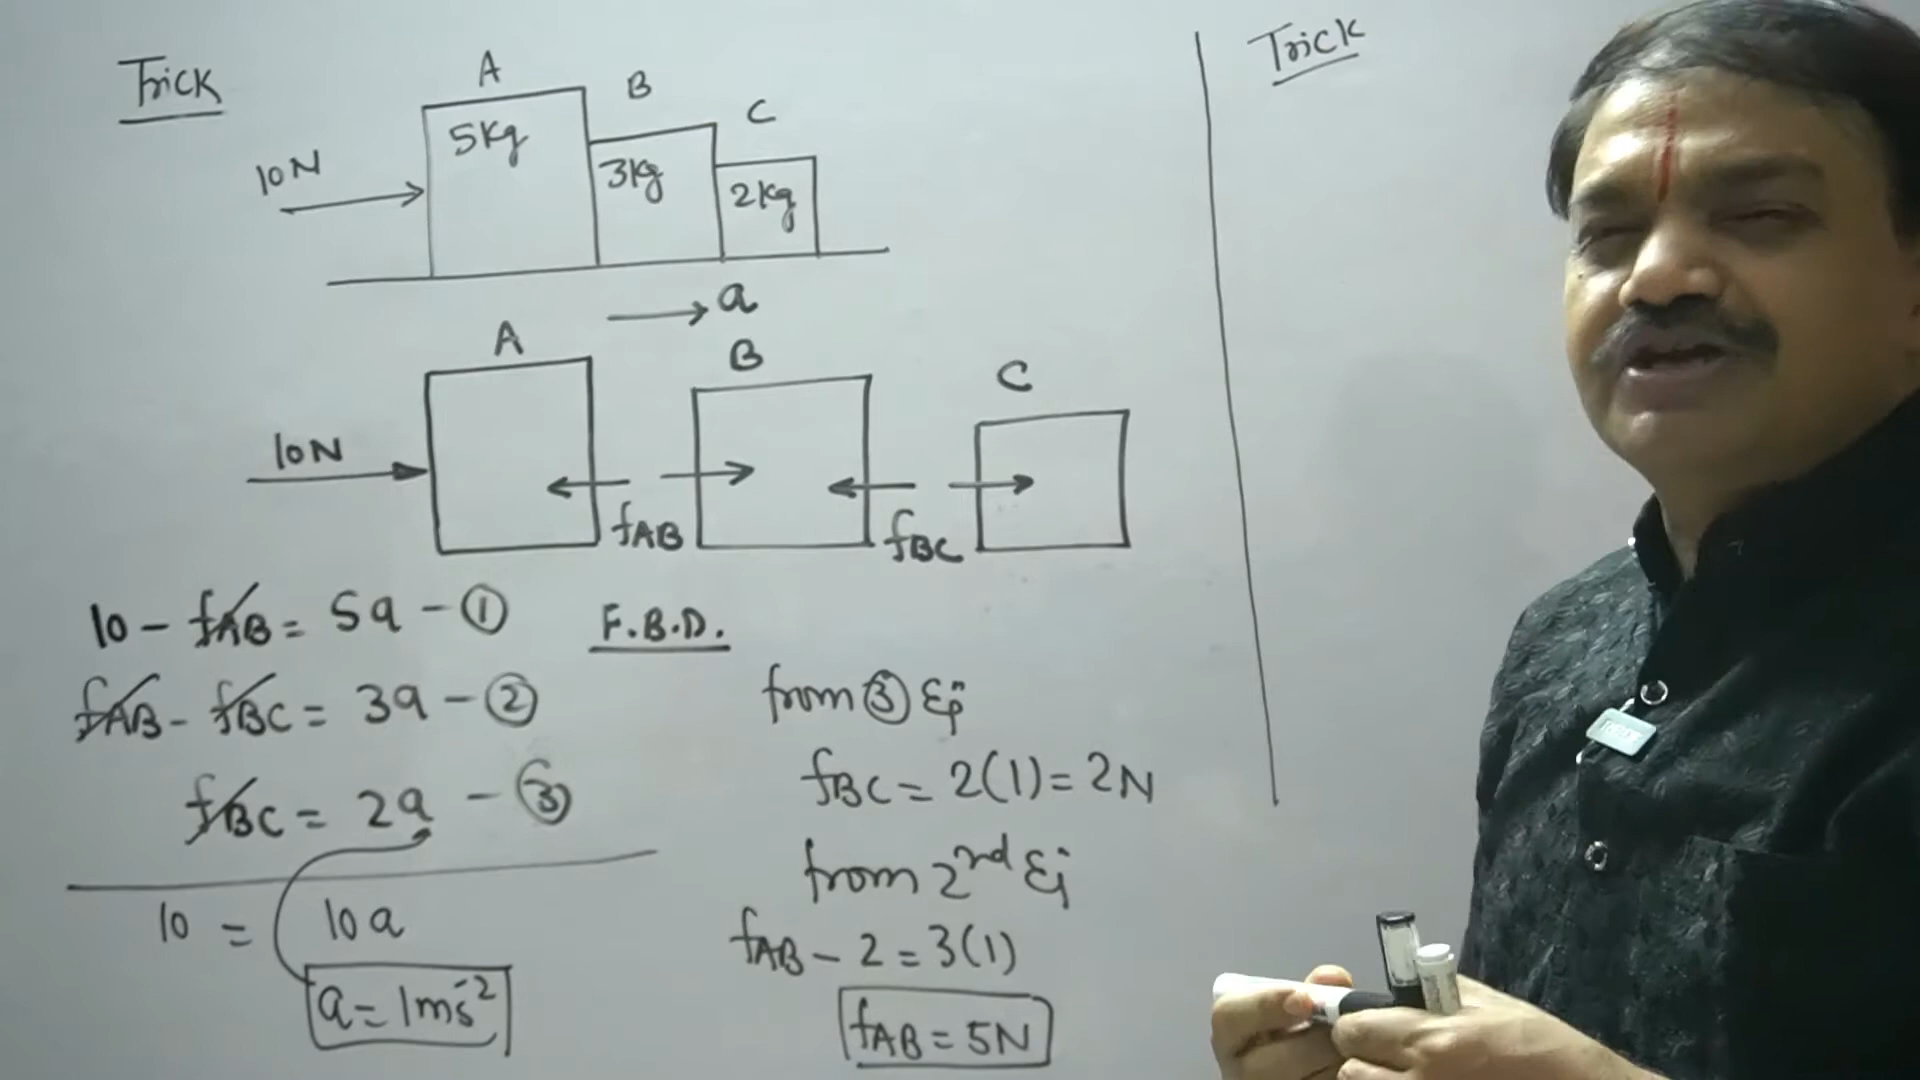 Trick
A
B
C
10N
5Kg
3Kg
2Kg
a
A
B
C
10N
fAB
fBC
10 - fAB = 5a - ①
F.B.D.
fAB - fBC = 3a - ②
fBC = 2a - ③
10 = 10a
a = 1ms⁻²
from ③
fBC = 2(1) = 2N
from 2nd
fAB - 2 = 3(1)
fAB = 5N
Trick